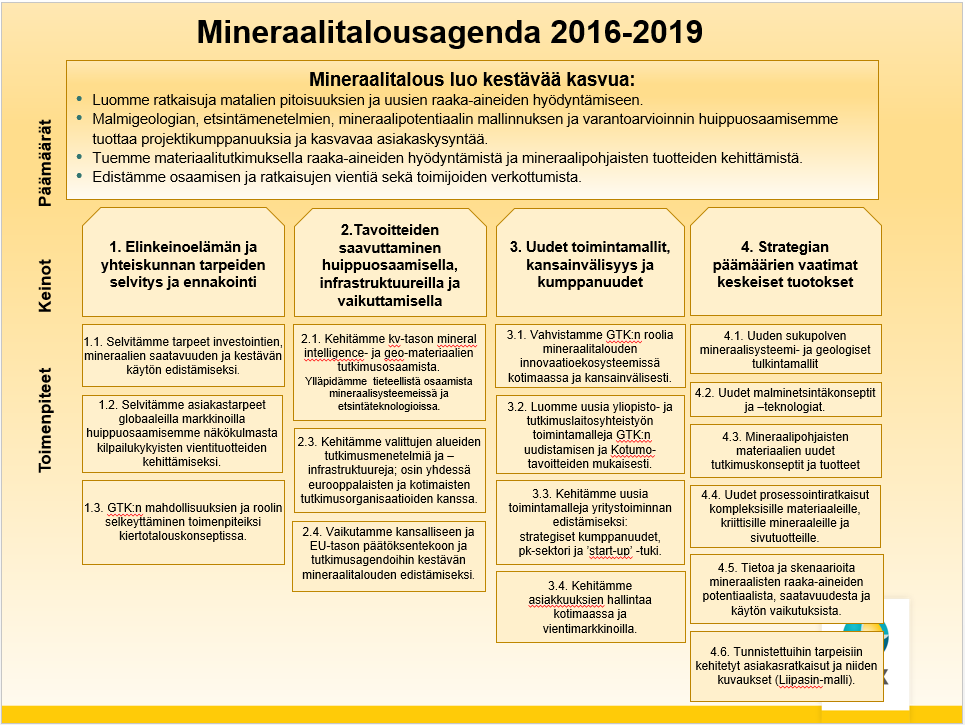 Mineraalitalousagenda 2016-2019
Mineraalitalous luo kestävää kasvua:
• Luomme ratkaisuja matalien pitoisuuksien ja uusien raaka-aineiden hyödyntämiseen.
• Malmigeologian, etsintämenetelmien, mineraalipotentiaalin mallinnuksen ja varantoarvioinnin huippuosaamisemme
tuottaa projektikumppanuuksia ja kasvavaa asiakaskysyntää.
• Tuemme materiaalitutkimuksella raaka-aineiden hyödyntämistä ja mineraalipohjaisten tuotteiden kehittämistä.
• Edistämme osaamisen ja ratkaisujen vientiä sekä toimijoiden verkottumista.
Päämäärät
Keinot
Toimenpiteet
1. Elinkeinoelämän ja
yhteiskunnan tarpeiden
selvitys ja ennakointi
1.1. Selvitämme tarpeet investointien,
mineraalien saatavuuden ja kestävän
käytön edistämiseksi.
1.2. Selvitämme asiakastarpeet
globaaleilla markkinoilla
huippuosaamisemme näkökulmasta
kilpailukykyisten vientituotteiden
kehittämiseksi.
1.3. GTK:n mahdollisuuksien ja roolin
selkeyttäminen toimenpiteiksi
kiertotalouskonseptissa.
2.Tavoitteiden
saavuttaminen
huippuosaamisella,
infrastruktuureilla ja
vaikuttamisella
2.1. Kehitämme kv-tason mineral
intelligence- ja geo-materiaalien
tutkimusosaamista.
Ylläpidämme tieteellistä osaamista
mineraalisysteemeissä ja
etsintäteknologioissa.
2.3. Kehitämme valittujen alueiden
tutkimusmenetelmiä ja –
infrastruktuureja; osin yhdessä
eurooppalaisten ja kotimaisten
tutkimusorganisaatioiden kanssa.
2.4. Vaikutamme kansalliseen ja
EU-tason päätöksentekoon ja
tutkimusagendoihin kestävän
mineraalitalouden edistämiseksi.
3. Uudet toimintamallit,
kansainvälisyys ja
kumppanuudet
3.1. Vahvistamme GTK:n roolia
mineraalitalouden
innovaatioekosysteemissä
kotimaassa ja kansainvälisesti.
3.2. Luomme uusia yliopisto- ja
tutkimuslaitosyhteistyön
toimintamalleja GTK:n
uudistamisen ja Kotumo-
tavoitteiden mukaisesti.
3.3. Kehitämme uusia
toimintamalleja yritystoiminnan
edistämiseksi:
strategiset kumppanuudet,
pk-sektori ja ’start-up’ -tuki.
3.4. Kehitämme
asiakkuuksien hallintaa
kotimaassa ja
vientimarkkinoilla.
4. Strategian
päämäärien vaatimat
keskeiset tuotokset
4.1. Uuden sukupolven
mineraalisysteemi- ja geologiset
tulkintamallit
4.2. Uudet malminetsintäkonseptit
ja –teknologiat.
4.3. Mineraalipohjaisten
materiaalien uudet
tutkimuskonseptit ja tuotteet
4.4. Uudet prosessointiratkaisut
kompleksisille materiaaleille,
kriittisille mineraaleille ja
sivutuotteille.
4.5. Tietoa ja skenaarioita
mineraalisten raaka-aineiden
potentiaalista, saatavuudesta ja
käytön vaikutuksista.
4.6. Tunnistettuihin tarpeisiin
kehitetyt asiakasratkaisut ja niiden
kuvaukset (Liipasin-malli).